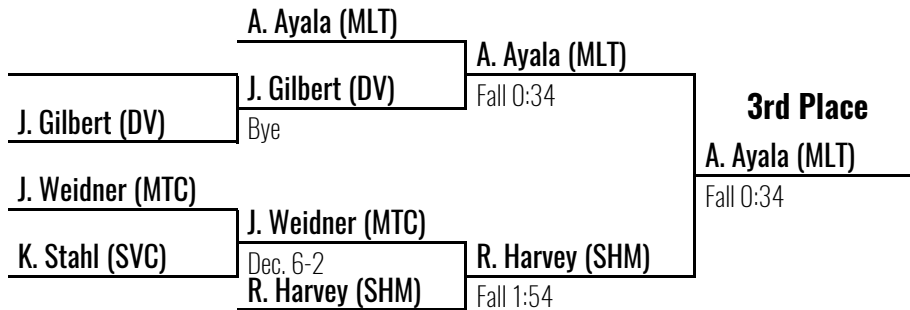 A. Ayala (MLT)
J. Gilbert (DV)
J. Gilbert (DV)
Bye
A. Ayala (MLT)
Fall 0:34
J. Weidner (MTC)
K. Stahl (SVC)
J. Weidner (MTC)
Dec. 6-2
R. Harvey (SHM)
R. Harvey (SHM)
Fall 1:54
3rd Place
A. Ayala (MLT)
Fall 0:34